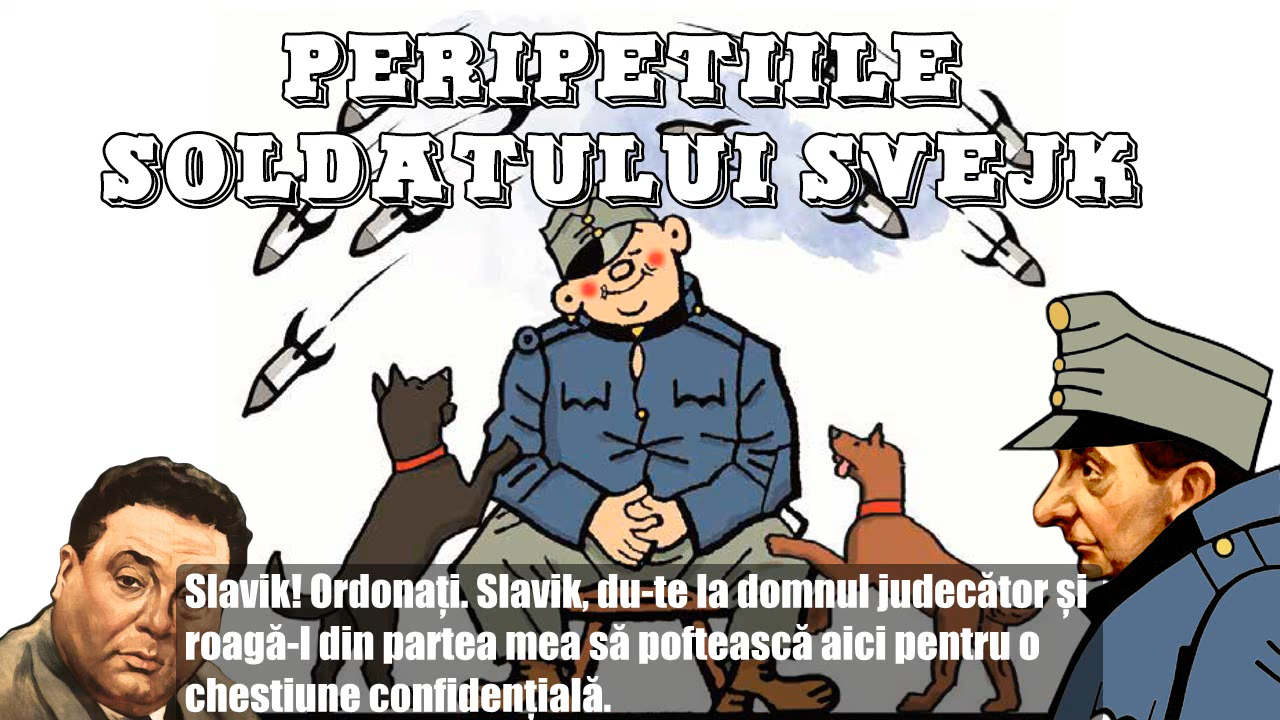 PERIPETIILE
SOLDATULUI SVEJK
Slavik! Ordonați. Slavik, du-te la domnul judecător și
roagă-l din partea mea să poftească aici pentru o
chestiune confidențială.